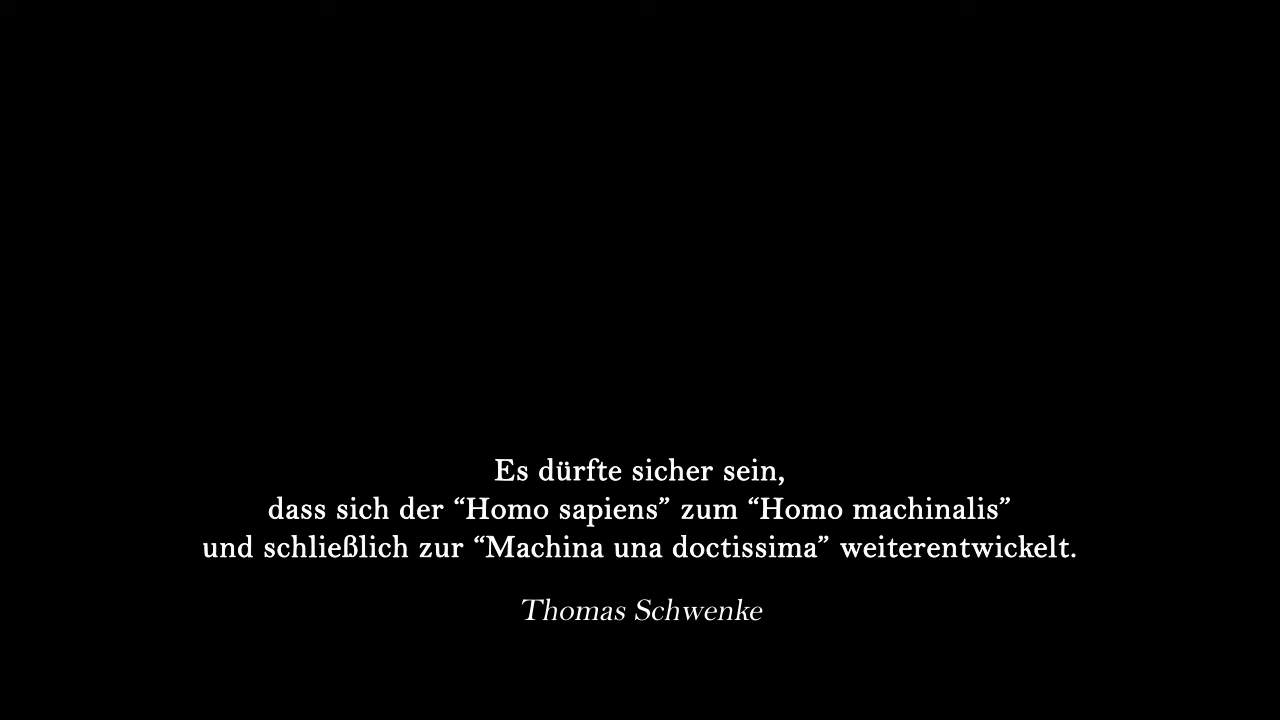 Es dürfte sicher sein,
dass sich der “Homo sapiens” zum “Homo machinalis”
und schließlich zur “Machina una doctissima” weiterentwickelt.
Thomas Schwenke